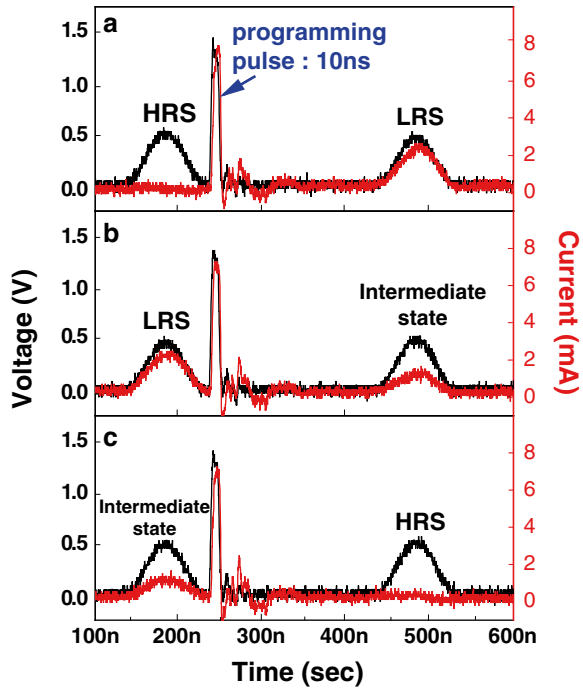 a
programming
pulse : 10ns
HRS
LRS
1.5
1.0
0.5
0.0
8
6
4
2
0
b
LRS
Intermediate
state
1.5
1.0
0.5
0.0
8
6
4
2
0
c
Intermediate
state
HRS
1.5
1.0
0.5
0.0
8
6
4
2
0
Voltage (V)
Current (mA)
100n 200n 300n 400n 500n 600n
Time (sec)